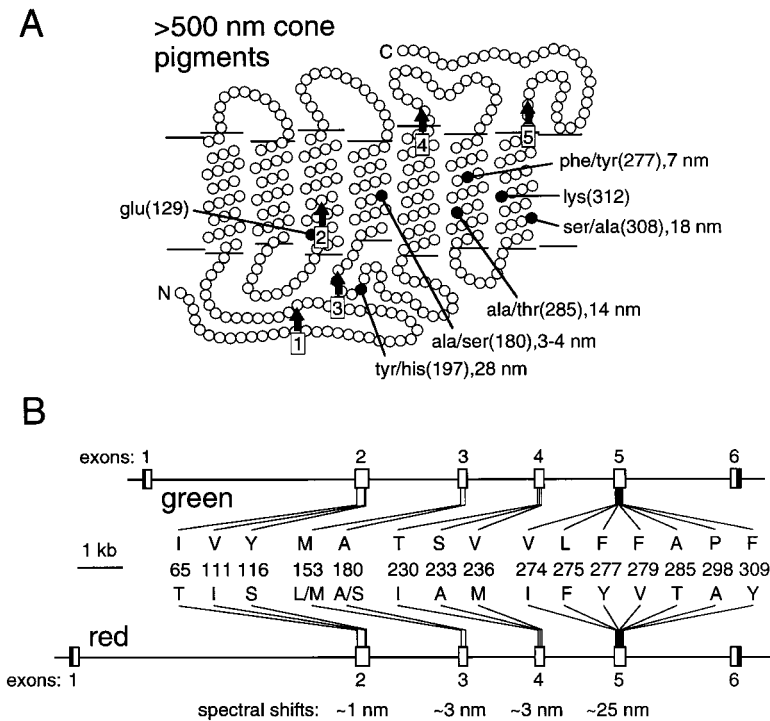 A
>500 nm cone
pigments
C
4
5
phe/tyr(277),7 nm
lys(312)
glu(129)
2
ser/ala(308), 18 nm
N
3
1
ala/thr(285),14 nm
ala/ser(180),3-4 nm
tyr/his(197),28 nm
B
exons: 1 2 3 4 5 6
green
I V Y M A T S V V L F F A P F
1 kb
65 111 116 153 180 230 233 236 274 275 277 279 285 298 309
T I S L/M A/S I A M I F Y V T A Y
red
exons: 1 2 3 4 5 6
spectral shifts: ~1 nm ~3 nm ~3 nm ~25 nm